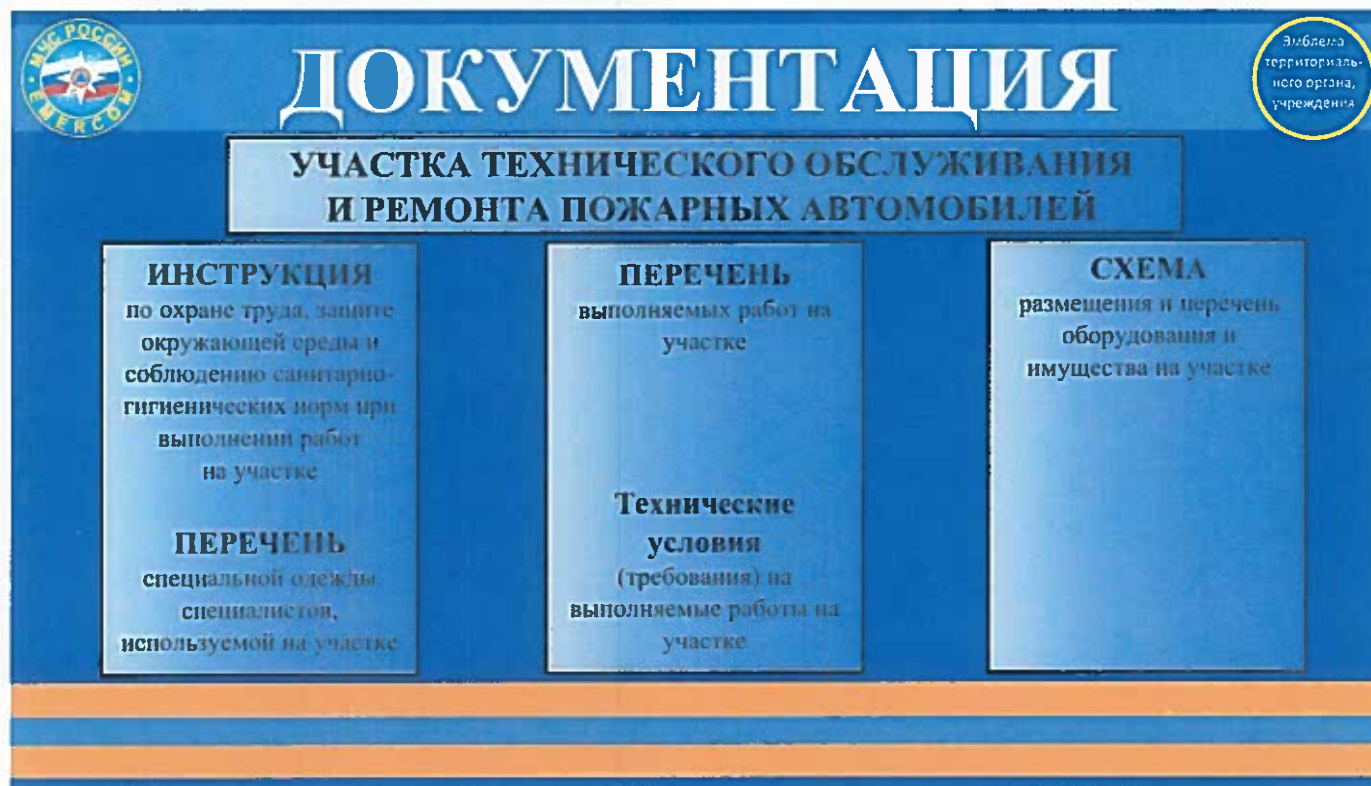 МЧС РОССИИ
EMERCOM
ДОКУМЕНТАЦИЯ
Эмблема
территориаль-
ного органа,
учреждения
УЧАСТКА ТЕХНИЧЕСКОГО ОБСЛУЖИВАНИЯ
И РЕМОНТА ПОЖАРНЫХ АВТОМОБИЛЕЙ
ИНСТРУКЦИЯ
по охране труда, защите
окружающей среды и
соблюдению санитарно-
гигиенических норм при
выполнении работ
на участке
ПЕРЕЧЕНЬ
специальной одежды
специалистов,
используемой на участке
ПЕРЕЧЕНЬ
выполняемых работ на
участке
Технические
условия
(требования) на
выполняемые работы на
участке
СХЕМА
размещения и перечень
оборудования и
имущества на участке